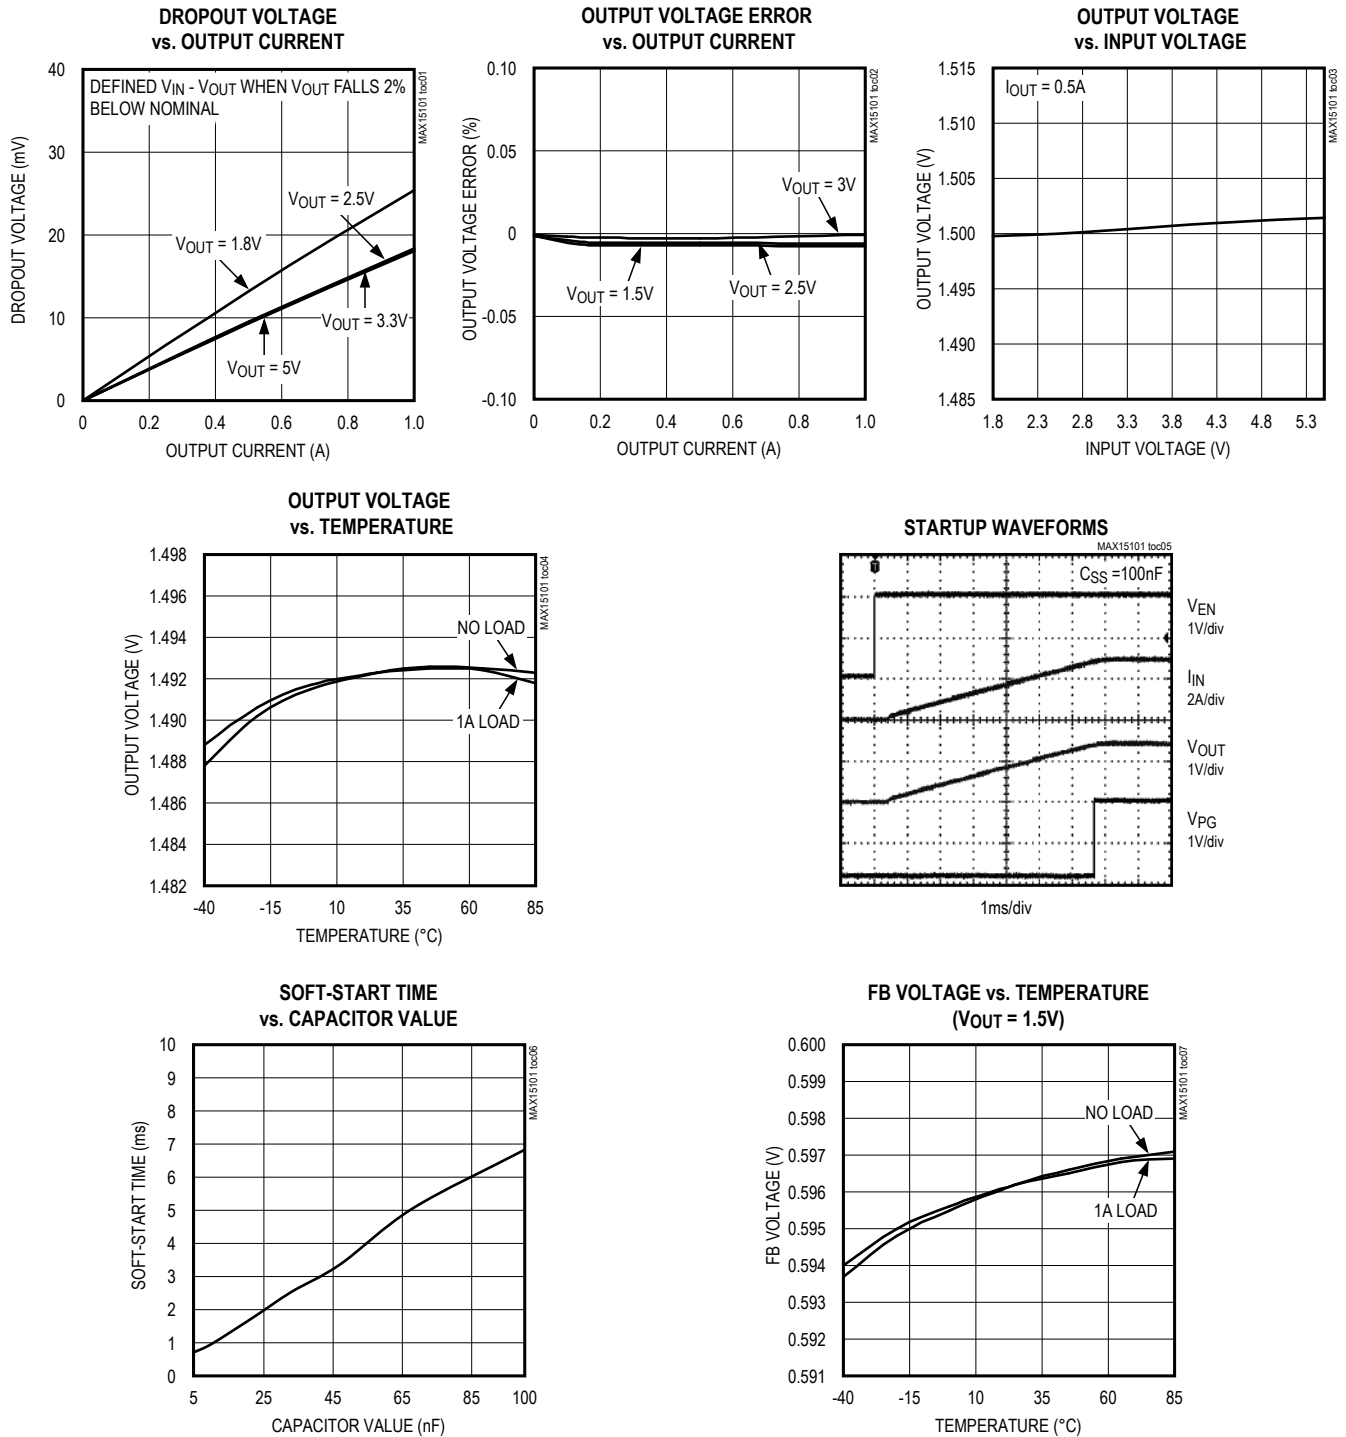 DROPOUT VOLTAGE
vs. OUTPUT CURRENT
40
30
20
10
0
DROPOUT VOLTAGE (mV)
DEFINED VIN - VOUT WHEN VOUT FALLS 2%
BELOW NOMINAL
MAX15101 toc01
VOUT = 2.5V
VOUT = 1.8V
VOUT = 3.3V
VOUT = 5V
0 0.2 0.4 0.6 0.8 1.0
OUTPUT CURRENT (A)
OUTPUT VOLTAGE ERROR
vs. OUTPUT CURRENT
0.10
0.05
0
-0.05
-0.10
OUTPUT VOLTAGE ERROR (%)
MAX15101 toc02
VOUT = 3V
VOUT = 1.5V
VOUT = 2.5V
0 0.2 0.4 0.6 0.8 1.0
OUTPUT CURRENT (A)
OUTPUT VOLTAGE
vs. INPUT VOLTAGE
1.515
1.510
1.505
1.500
1.495
1.490
1.485
OUTPUT VOLTAGE (V)
IOUT = 0.5A
MAX15101 toc03
1.8 2.3 2.8 3.3 3.8 4.3 4.8 5.3
INPUT VOLTAGE (V)
OUTPUT VOLTAGE
vs. TEMPERATURE
1.498
1.496
1.494
1.492
1.490
1.488
1.486
1.484
1.482
OUTPUT VOLTAGE (V)
MAX15101 toc04
NO LOAD
1A LOAD
-40 -15 10 35 60 85
TEMPERATURE (°C)
STARTUP WAVEFORMS
MAX15101 toc05
T
CSS =100nF
VEN
1V/div
IIN
2A/div
VOUT
1V/div
VPG
1V/div
1ms/div
SOFT-START TIME
vs. CAPACITOR VALUE
10
9
8
7
6
5
4
3
2
1
0
SOFT-START TIME (ms)
MAX15101 toc06
5 25 45 65 85 100
CAPACITOR VALUE (nF)
FB VOLTAGE vs. TEMPERATURE
(VOUT = 1.5V)
0.600
0.599
0.598
0.597
0.596
0.595
0.594
0.593
0.592
0.591
FB VOLTAGE (V)
MAX15101 toc07
NO LOAD
1A LOAD
-40 -15 10 35 60 85
TEMPERATURE (°C)